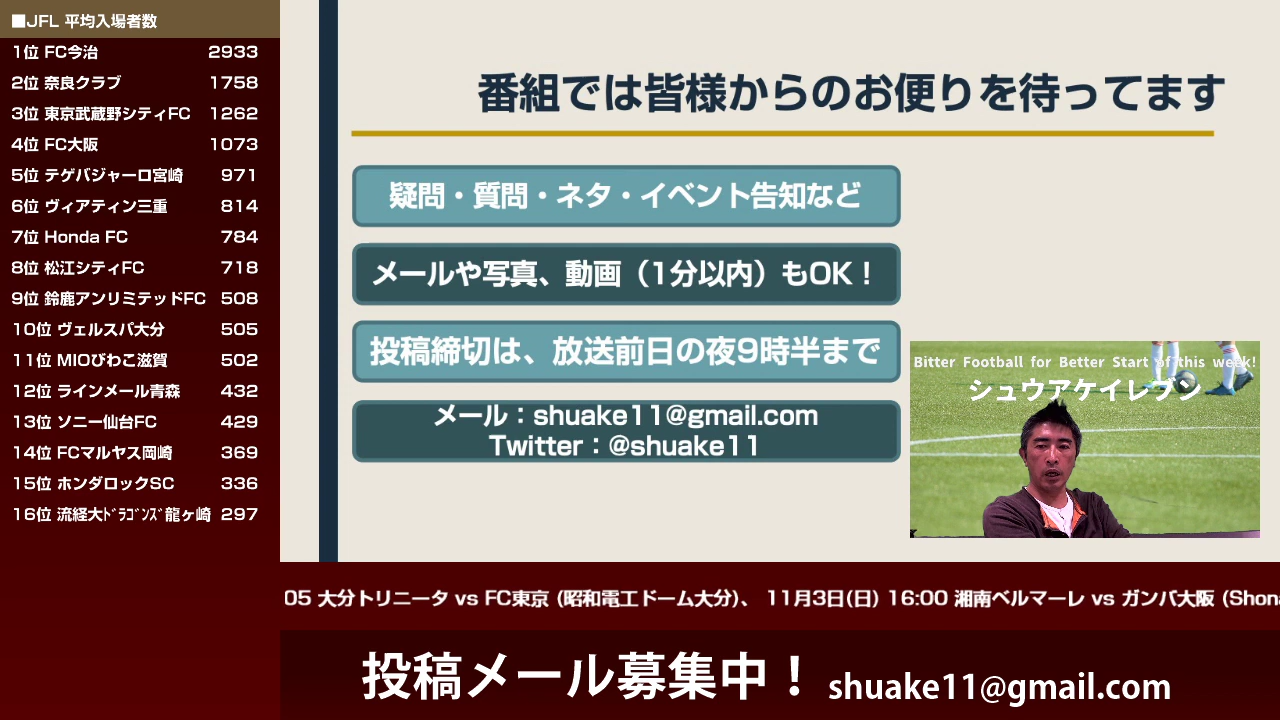 ■JFL 平均入場者数
1位 FC今治 2933
2位 奈良クラブ 1758
3位 東京武蔵野シティFC 1262
4位 FC大阪 1073
5位 テゲバジャーロ宮崎 971
6位 ヴィアティン三重 814
7位 Honda FC 784
8位 松江シティFC 718
9位 鈴鹿アンリミテッドFC 508
10位 ヴェルスパ大分 505
11位 MIOびわこ滋賀 502
12位 ラインメール青森 432
13位 ソニー仙台FC 429
14位 FCマルヤス岡崎 369
15位 ホンダロックSC 336
16位 流経大ﾄﾞﾗｺﾞﾝｽﾞ龍ヶ崎 297
番組では皆様からのお便りを待ってます
疑問・質問・ネタ・イベント告知など
メールや写真、動画（1分以内）もOK！
投稿締切は、放送前日の夜9時半まで
メール：shuake11@gmail.com
Twitter：@shuake11
Bitter Football for Better Start of this week!
シュウアケイレブン
05 大分トリニータ vs FC東京 (昭和電工ドーム大分)、 11月3日(日) 16:00 湘南ベルマーレ vs ガンバ大阪 (Shona
投稿メール募集中！ shuake11@gmail.com